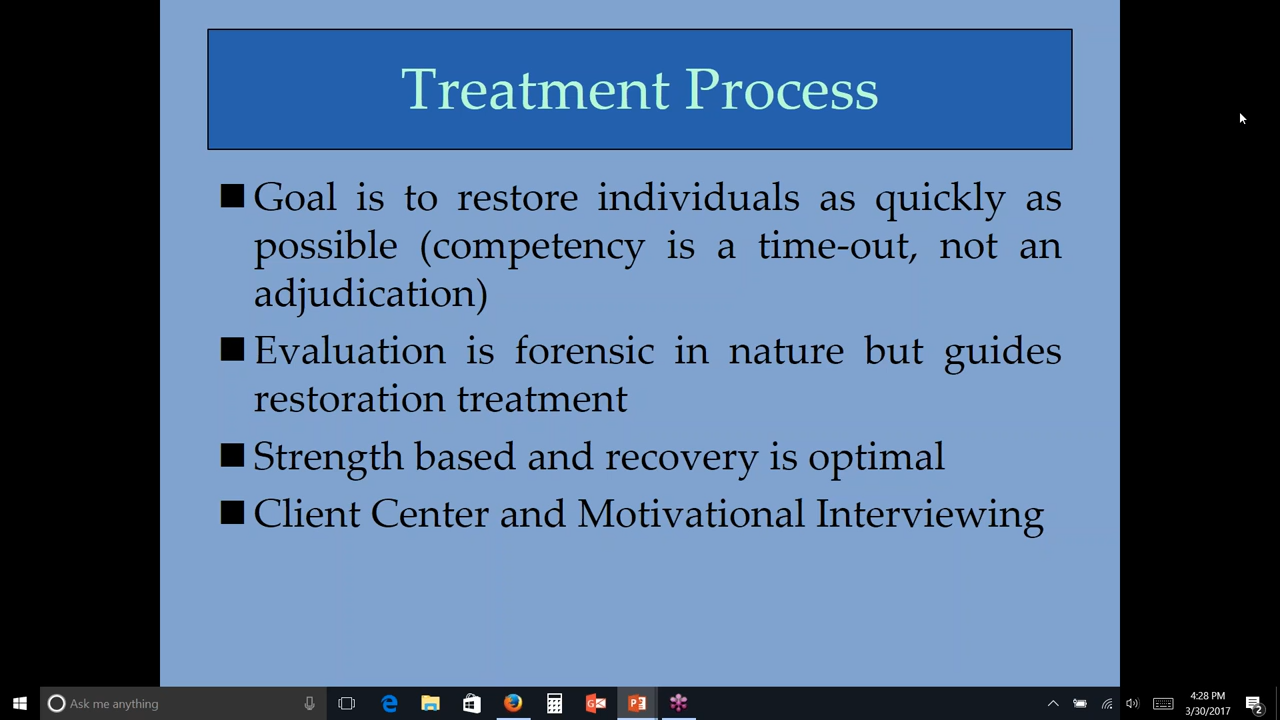 Treatment Process
Goal is to restore individuals as quickly as
possible (competency is a time-out, not an
adjudication)
Evaluation is forensic in nature but guides
restoration treatment
Strength based and recovery is optimal
Client Center and Motivational Interviewing
Ask me anything
4:28 PM
3/30/2017
2